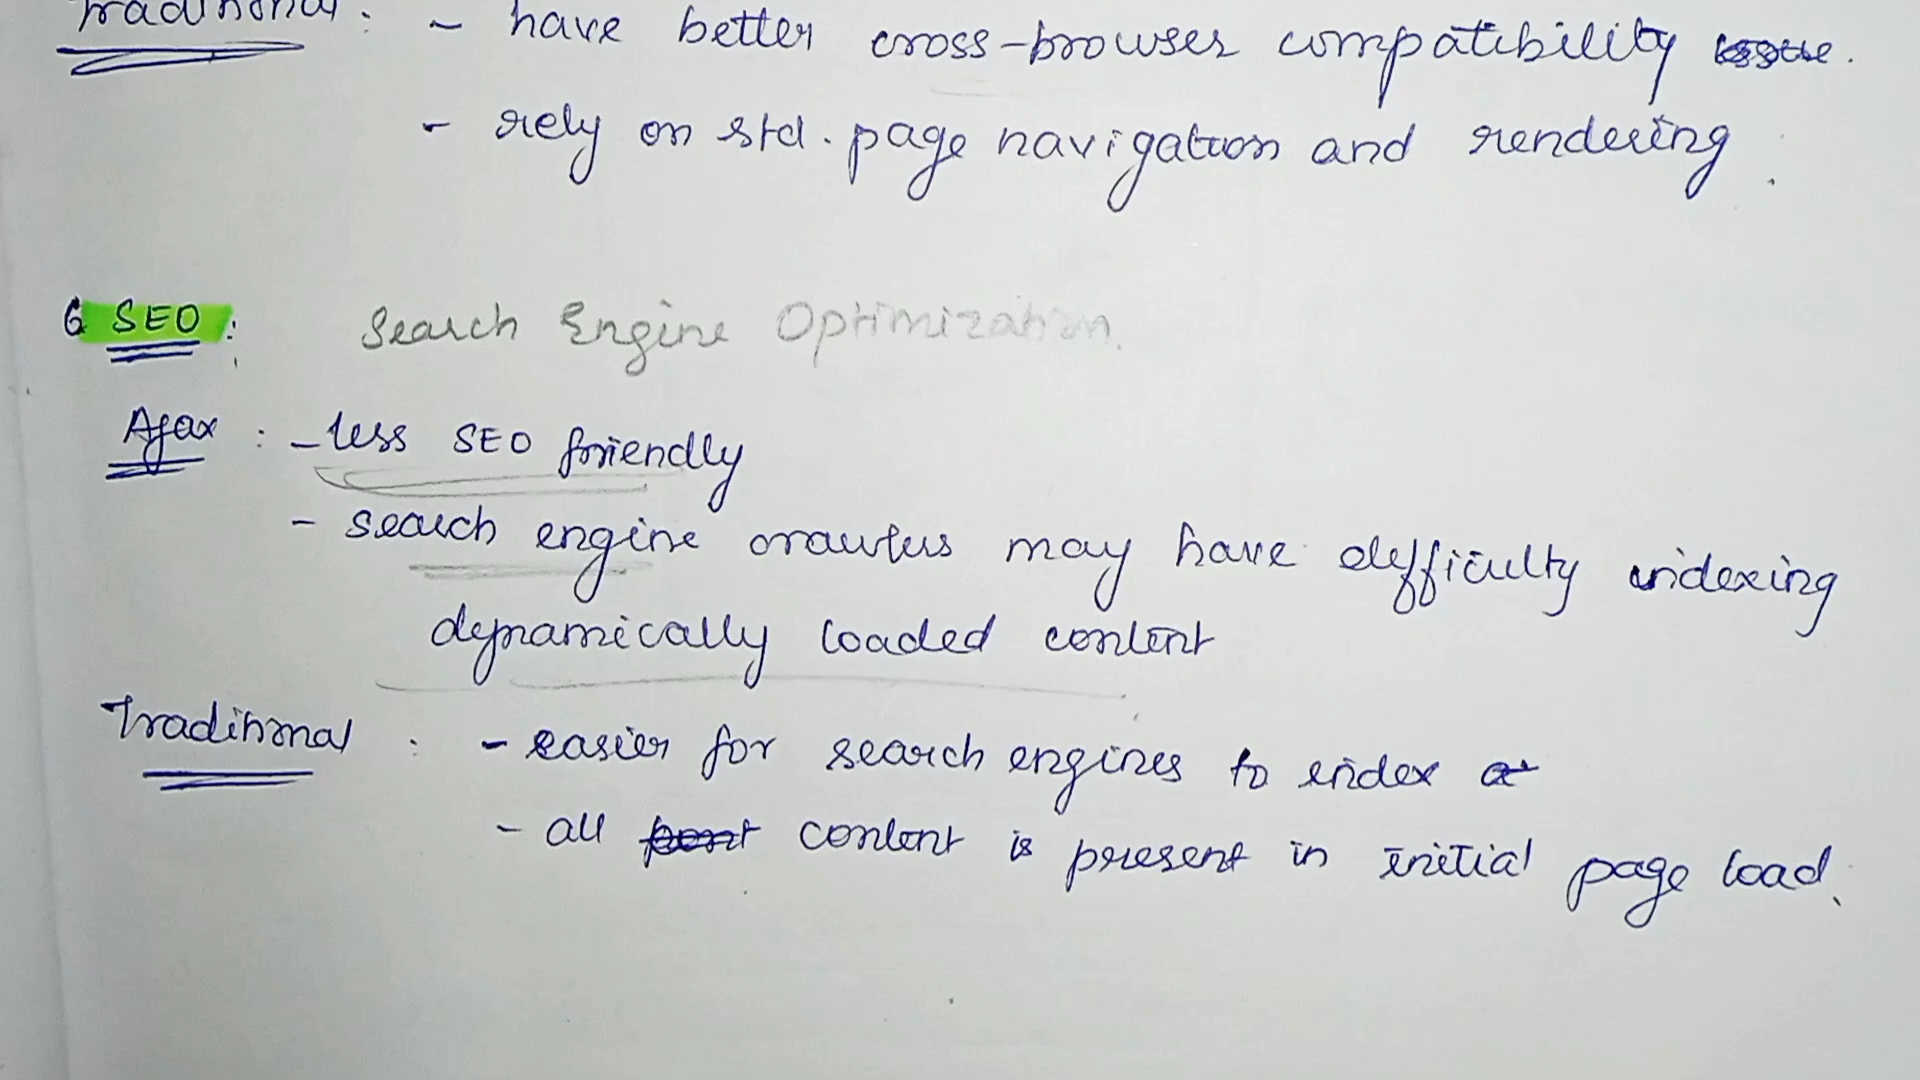 Traditional : - have better cross-browser compatibility issue.
- rely on std. page navigation and rendering.
6 SEO : Search Engine Optimization.
Ajax : - less SEO friendly
- search engine crawlers may have difficulty indexing
dynamically loaded content
Traditional : - easier for search engines to index
- all content is present in initial page load.